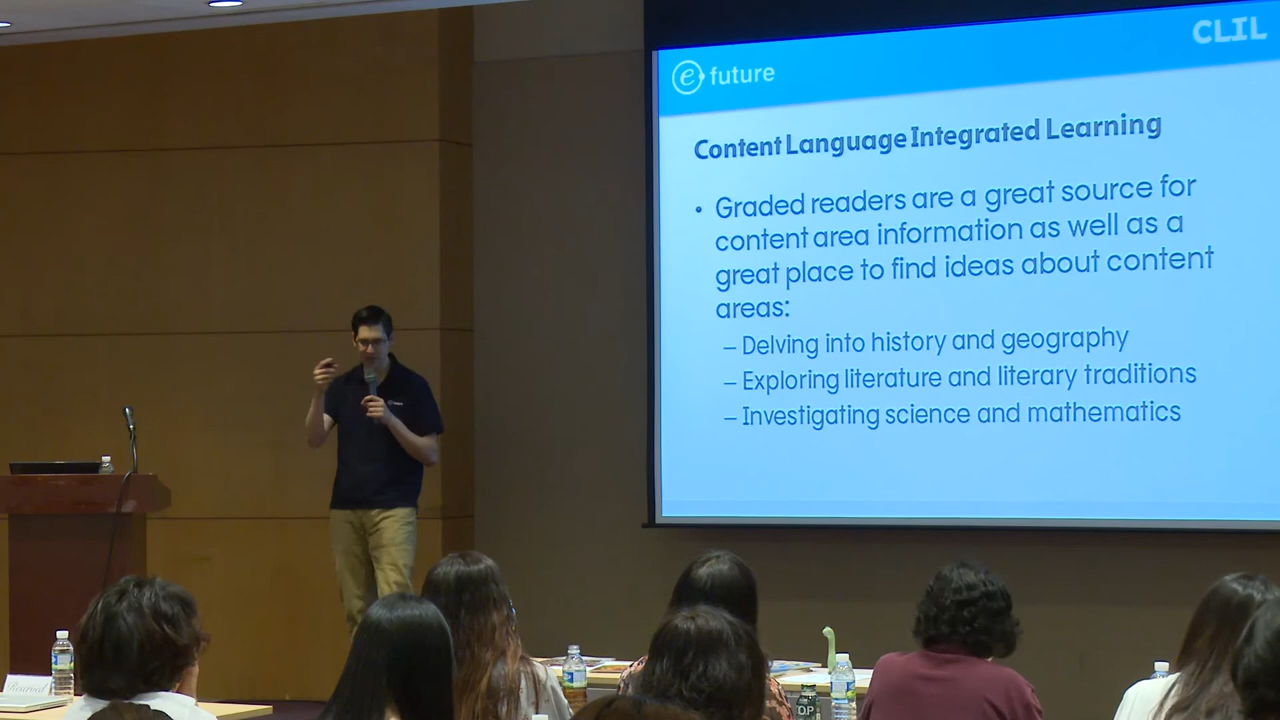 CLIL
e future
Content Language Integrated Learning
• Graded readers are a great source for
content area information as well as a
great place to find ideas about content
areas:
– Delving into history and geography
– Exploring literature and literary traditions
– Investigating science and mathematics
Reserved